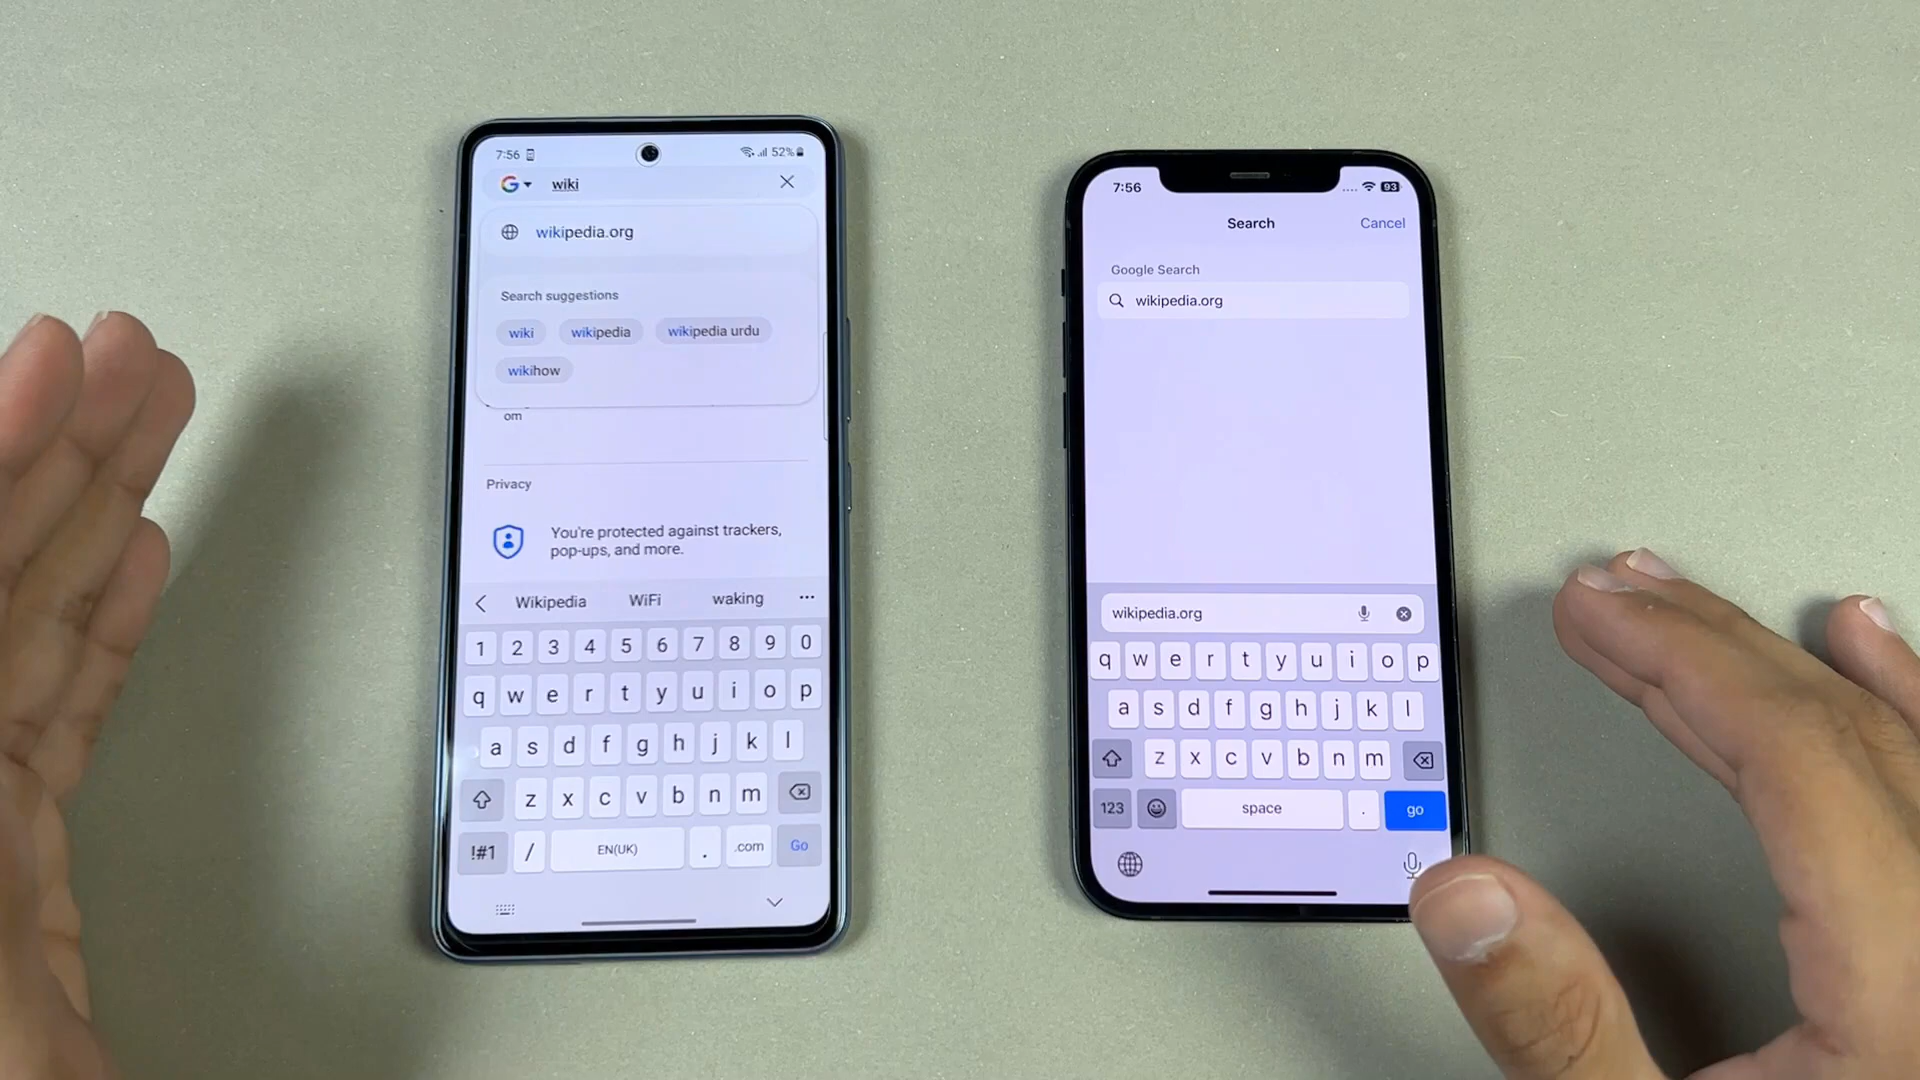 7:56 52%
wiki
wikipedia.org
Search suggestions
wiki wikipedia wikipedia urdu
wikihow
om
Privacy
You're protected against trackers,
pop-ups, and more.
Wikipedia WiFi waking
1 2 3 4 5 6 7 8 9 0
q w e r t y u i o p
a s d f g h j k l
z x c v b n m
!#1 / EN(UK) . .com Go
7:56 93
Search Cancel
Google Search
wikipedia.org
wikipedia.org
q w e r t y u i o p
a s d f g h j k l
z x c v b n m
123 space . go